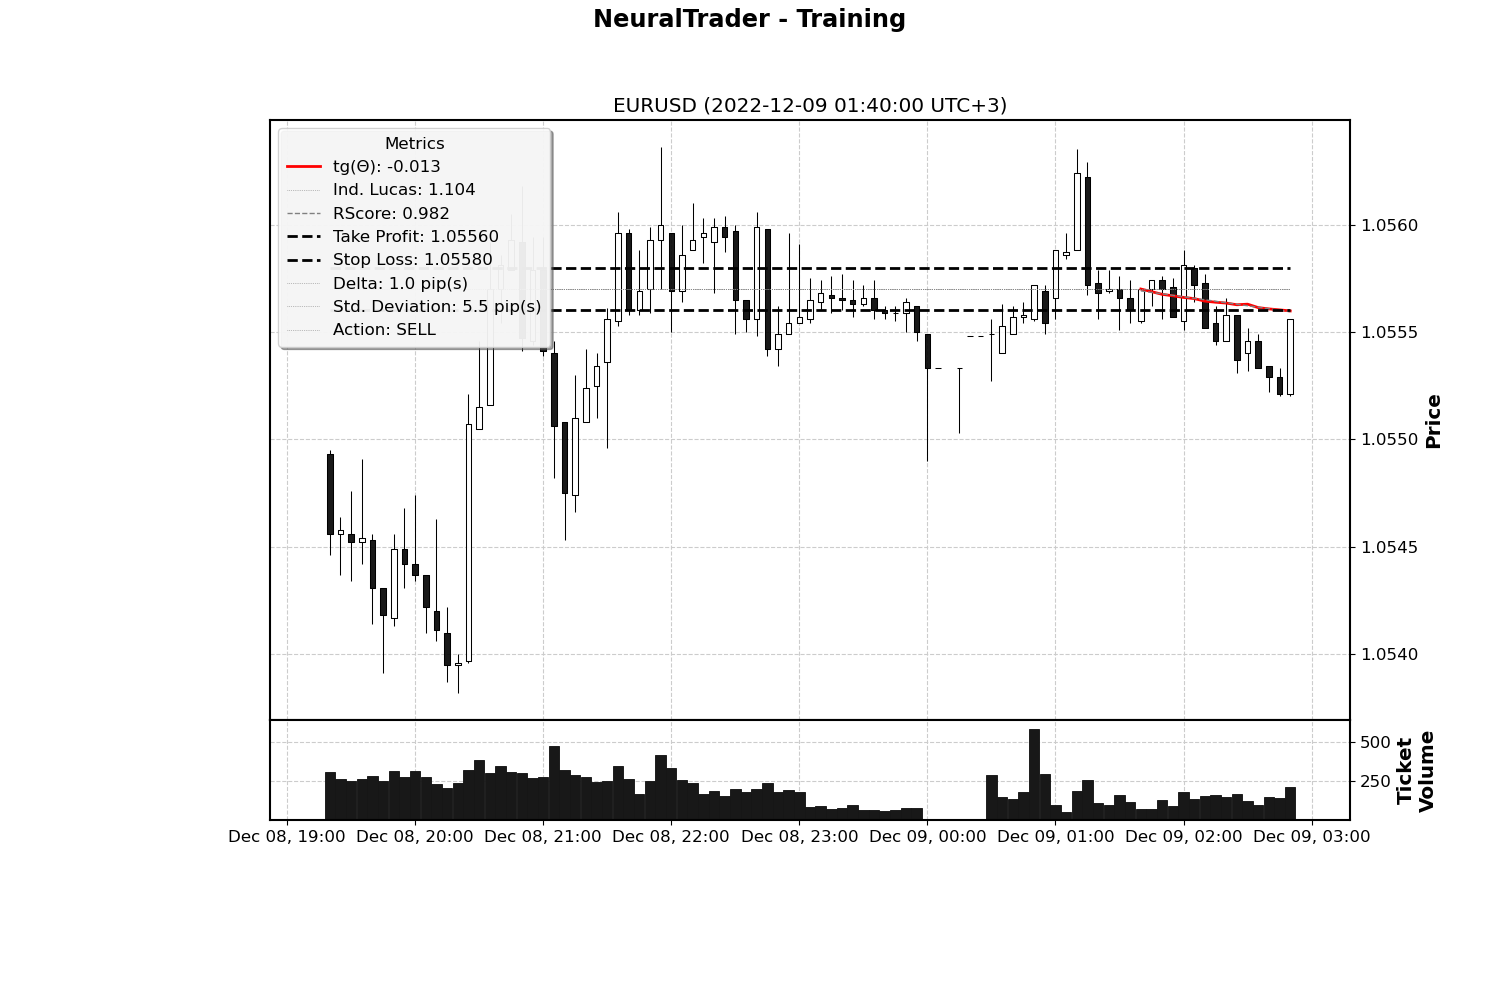 NeuralTrader - Training
EURUSD (2022-12-09 01:40:00 UTC+3)
Metrics
tg(Θ): -0.013
Ind. Lucas: 1.104
RScore: 0.982
Take Profit: 1.05560
Stop Loss: 1.05580
Delta: 1.0 pip(s)
Std. Deviation: 5.5 pip(s)
Action: SELL
1.0560
1.0555
1.0550
1.0545
1.0540
Price
500
250
Ticket
Volume
Dec 08, 19:00 Dec 08, 20:00 Dec 08, 21:00 Dec 08, 22:00 Dec 08, 23:00 Dec 09, 00:00 Dec 09, 01:00 Dec 09, 02:00 Dec 09, 03:00